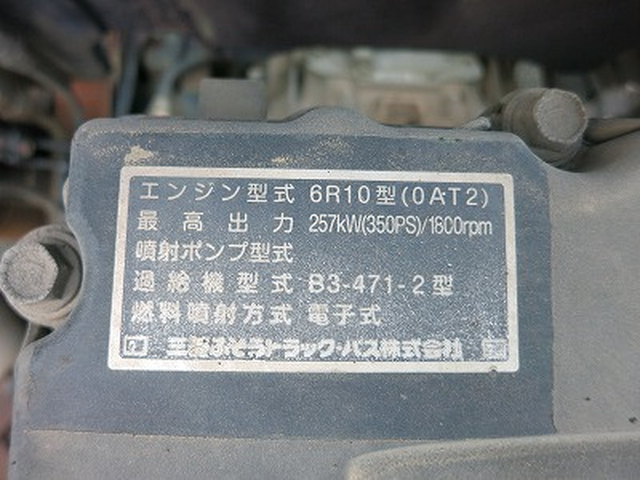 エンジン型式 6R10型(0AT2)
最高出力 257kW(350PS)/1800rpm
噴射ポンプ型式
過給機型式 B3-471-2型
燃料噴射方式 電子式
三菱ふそうトラック・バス株式会社